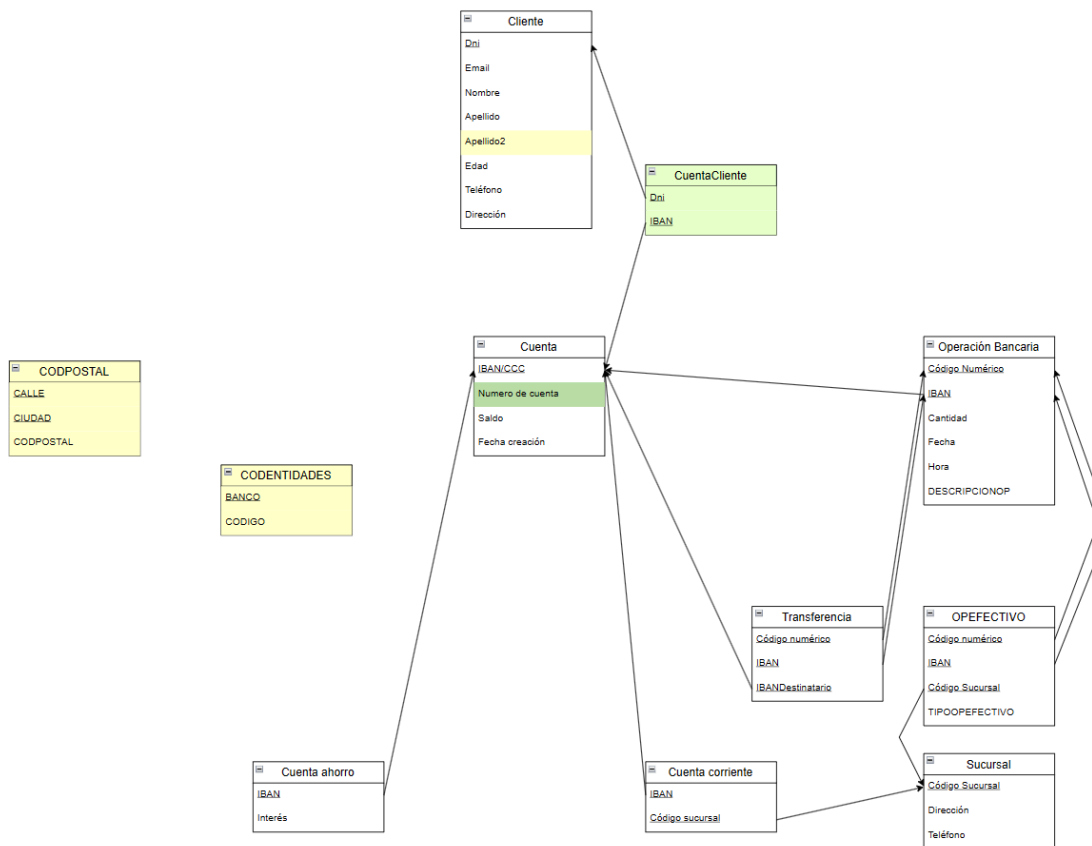 Cliente
Dni
Email
Nombre
Apellido
Apellido2
Edad
Teléfono
Dirección
CuentaCliente
Dni
IBAN
Cuenta
IBAN/CCC
Numero de cuenta
Saldo
Fecha creación
Operación Bancaria
Código Numérico
IBAN
Cantidad
Fecha
Hora
DESCRIPCIONOP
CODPOSTAL
CALLE
CIUDAD
CODPOSTAL
CODENTIDADES
BANCO
CODIGO
Transferencia
Código numérico
IBAN
IBANDestinatario
OPEFECTIVO
Código numérico
IBAN
Código Sucursal
TIPOOPEFECTIVO
Cuenta ahorro
IBAN
Interés
Cuenta corriente
IBAN
Código sucursal
Sucursal
Código Sucursal
Dirección
Teléfono